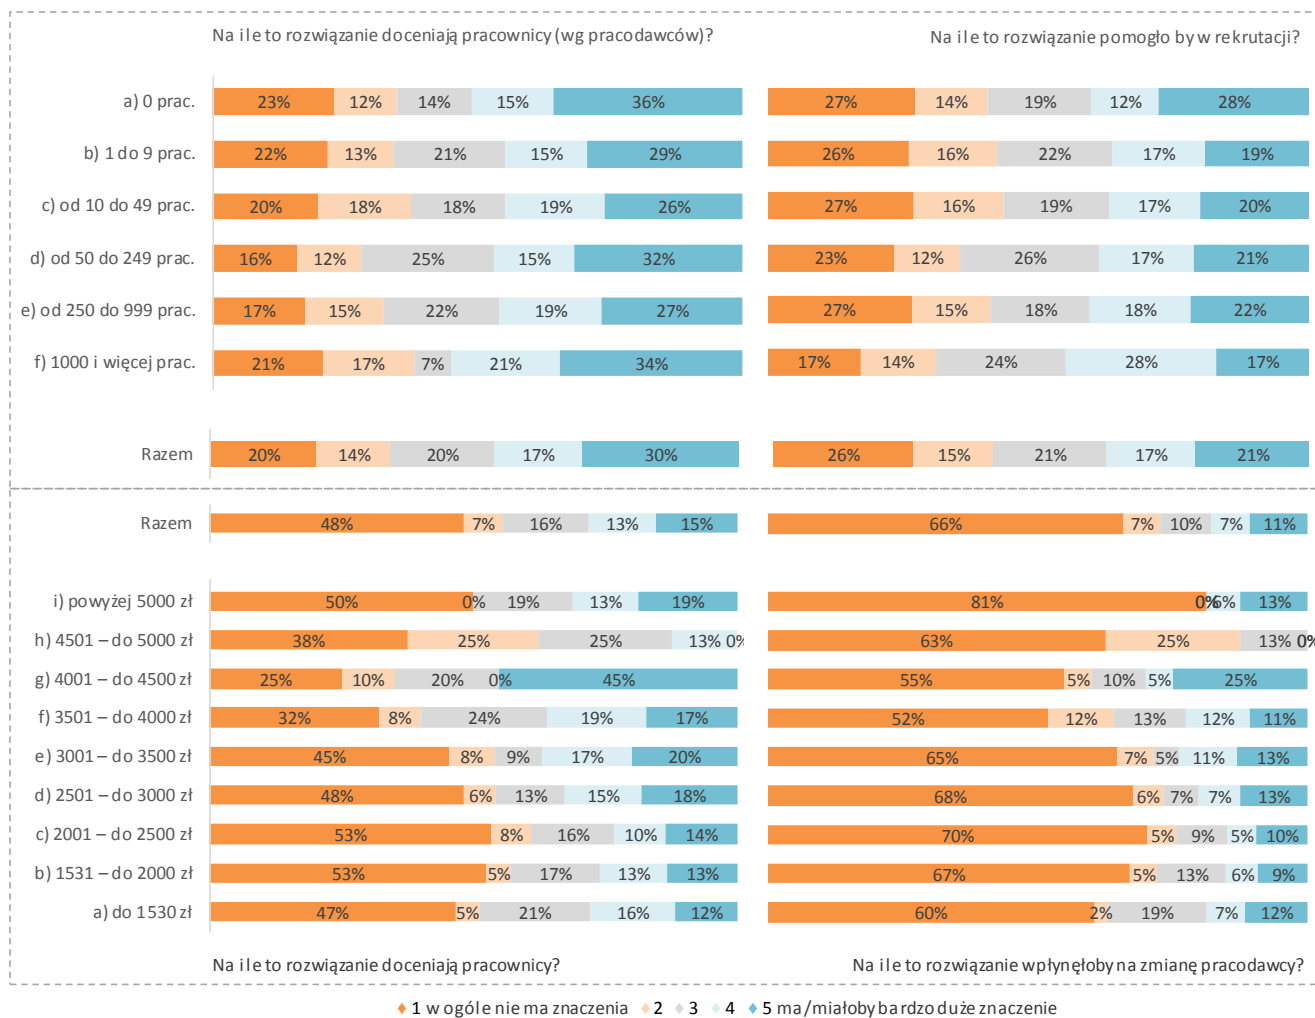 Na ile to rozwiązanie doceniają pracownicy (wg pracodawców)?
Na ile to rozwiązanie pomogło by w rekrutacji?
a) 0 prac. 23% 12% 14% 15% 36% 27% 14% 19% 12% 28%
b) 1 do 9 prac. 22% 13% 21% 15% 29% 26% 16% 22% 17% 19%
c) od 10 do 49 prac. 20% 18% 18% 19% 26% 27% 16% 19% 17% 20%
d) od 50 do 249 prac. 16% 12% 25% 15% 32% 23% 12% 26% 17% 21%
e) od 250 do 999 prac. 17% 15% 22% 19% 27% 27% 15% 18% 18% 22%
f) 1000 i więcej prac. 21% 17% 7% 21% 34% 17% 14% 24% 28% 17%
Razem 20% 14% 20% 17% 30% 26% 15% 21% 17% 21%
Razem 48% 7% 16% 13% 15% 66% 7% 10% 7% 11%
i) powyżej 5000 zł 50% 0% 19% 13% 19% 81% 0% 6% 13%
h) 4501 – do 5000 zł 38% 25% 25% 13% 0% 63% 25% 13% 0%
g) 4001 – do 4500 zł 25% 10% 20% 0% 45% 55% 5% 10% 5% 25%
f) 3501 – do 4000 zł 32% 8% 24% 19% 17% 52% 12% 13% 12% 11%
e) 3001 – do 3500 zł 45% 8% 9% 17% 20% 65% 7% 5% 11% 13%
d) 2501 – do 3000 zł 48% 6% 13% 15% 18% 68% 6% 7% 7% 13%
c) 2001 – do 2500 zł 53% 8% 16% 10% 14% 70% 5% 9% 5% 10%
b) 1531 – do 2000 zł 53% 5% 17% 13% 13% 67% 5% 13% 6% 9%
a) do 1530 zł 47% 5% 21% 16% 12% 60% 2% 19% 7% 12%
Na ile to rozwiązanie doceniają pracownicy?
Na ile to rozwiązanie wpłynęłoby na zmianę pracodawcy?
1 w ogóle nie ma znaczenia 2 3 4 5 ma/miałoby bardzo duże znaczenie